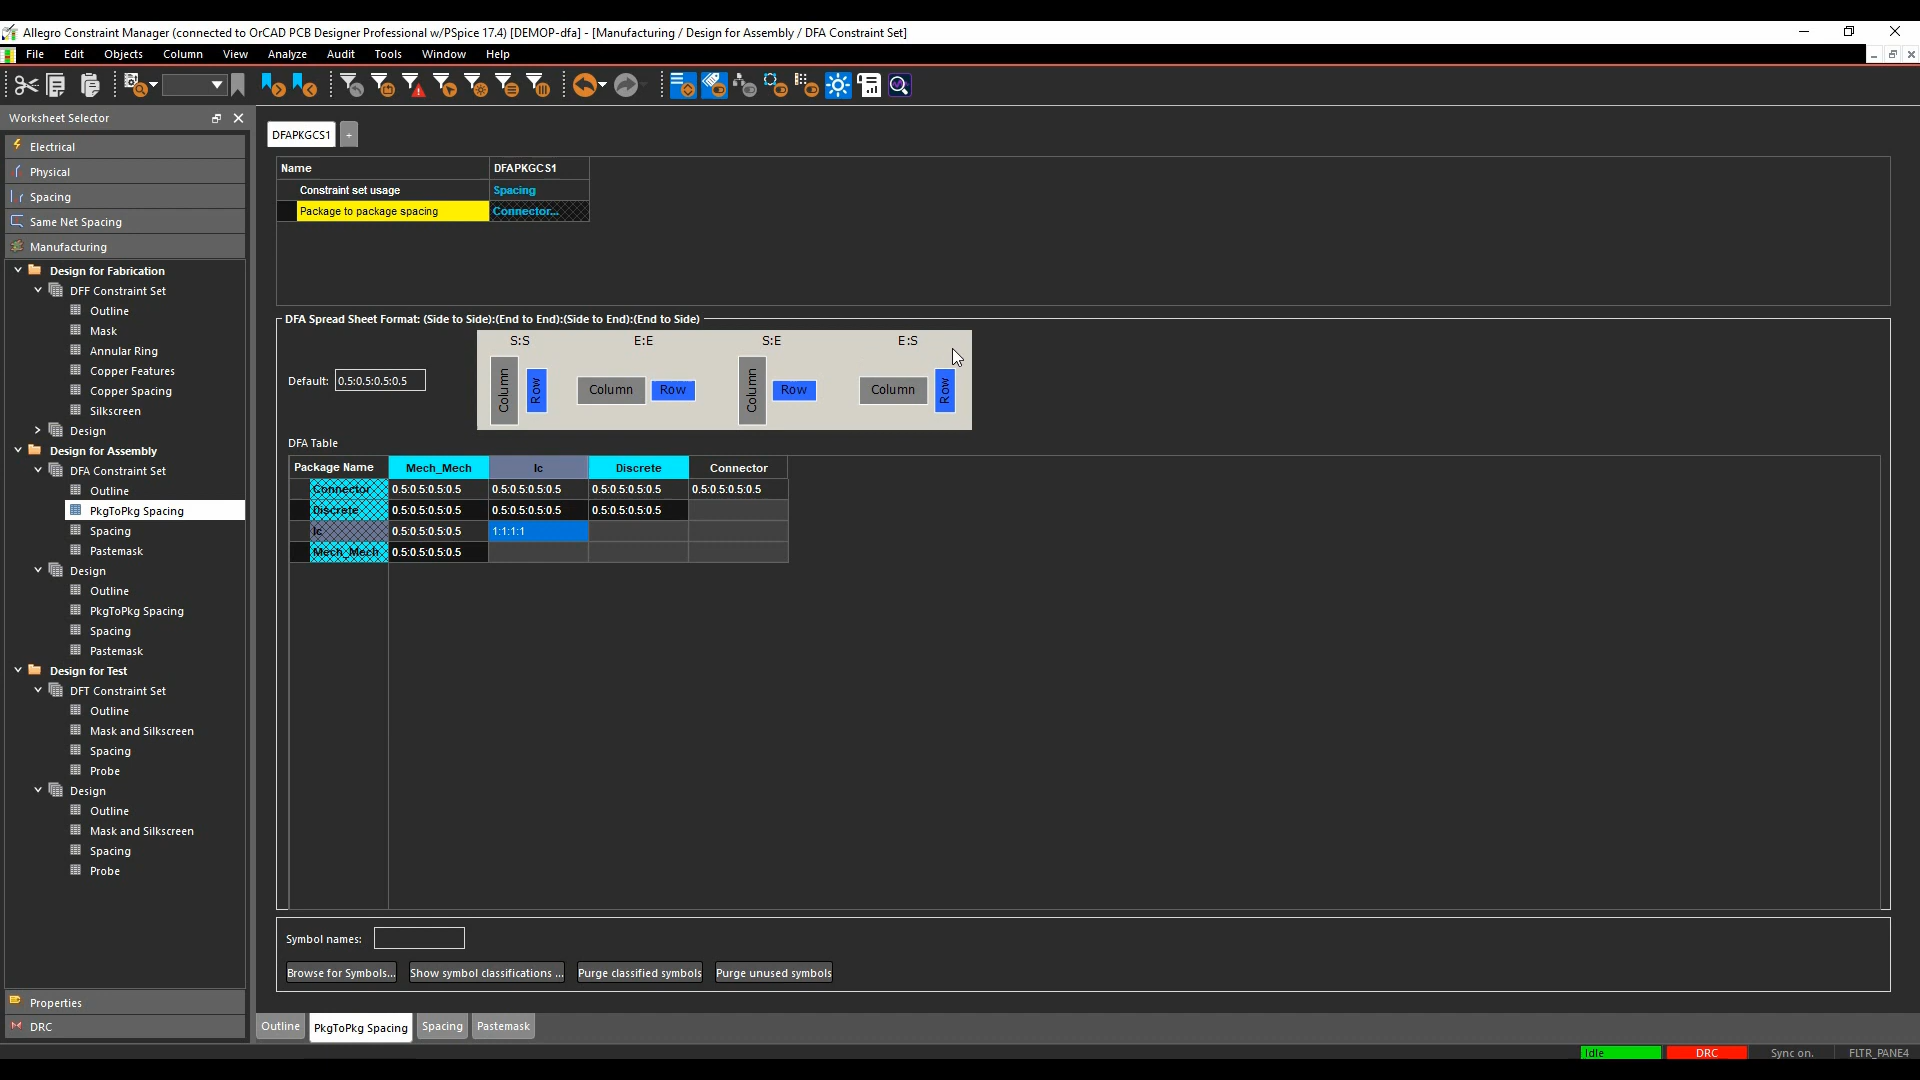 Allegro Constraint Manager (connected to OrCAD PCB Designer Professional w/PSpice 17.4) [DEMOP-dfa] - [Manufacturing / Design for Assembly / DFA Constraint Set]
File Edit Objects Column View Analyze Audit Tools Window Help
Worksheet Selector
Electrical
Physical
Spacing
Same Net Spacing
Manufacturing
Design for Fabrication
DFF Constraint Set
Outline
Mask
Annular Ring
Copper Features
Copper Spacing
Silkscreen
Design
Design for Assembly
DFA Constraint Set
Outline
PkgToPkg Spacing
Spacing
Pastemask
Design
Outline
PkgToPkg Spacing
Spacing
Pastemask
Design for Test
DFT Constraint Set
Outline
Mask and Silkscreen
Spacing
Probe
Design
Outline
Mask and Silkscreen
Spacing
Probe
Properties
DRC
DFAPKGCS1 +
Name DFAPKGCS1
Constraint set usage Spacing
Package to package spacing Connector...
DFA Spread Sheet Format: (Side to Side):(End to End):(Side to End):(End to Side)
S:S E:E S:E E:S
Default: 0.5:0.5:0.5:0.5
Column Row Column Row Column Row Column Row
DFA Table
Package Name Mech_Mech Ic Discrete Connector
Connector 0.5:0.5:0.5:0.5 0.5:0.5:0.5:0.5 0.5:0.5:0.5:0.5 0.5:0.5:0.5:0.5
Discrete 0.5:0.5:0.5:0.5 0.5:0.5:0.5:0.5 0.5:0.5:0.5:0.5
Ic 0.5:0.5:0.5:0.5 1:1:1:1
Mech_Mech 0.5:0.5:0.5:0.5
Symbol names:
Browse for Symbols... Show symbol classifications ... Purge classified symbols Purge unused symbols
Outline PkgToPkg Spacing Spacing Pastemask
Idle DRC Sync on. FLTR_PANE4